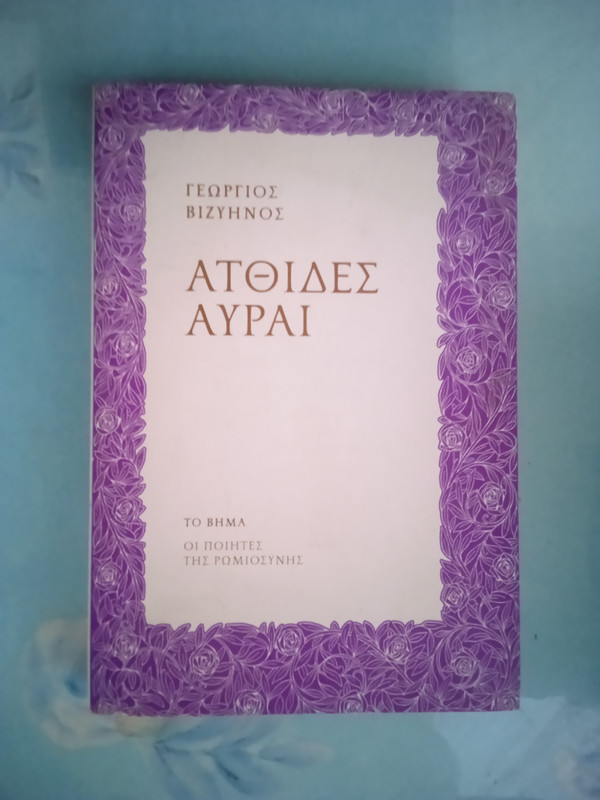 ΓΕΩΡΓΙΟΣ
ΒΙΖΥΗΝΟΣ
ΑΤΘΙΔΕΣ
ΑΥΡΑΙ
ΤΟ ΒΗΜΑ
ΟΙ ΠΟΙΗΤΕΣ
ΤΗΣ ΡΩΜΙΟΣΥΝΗΣ